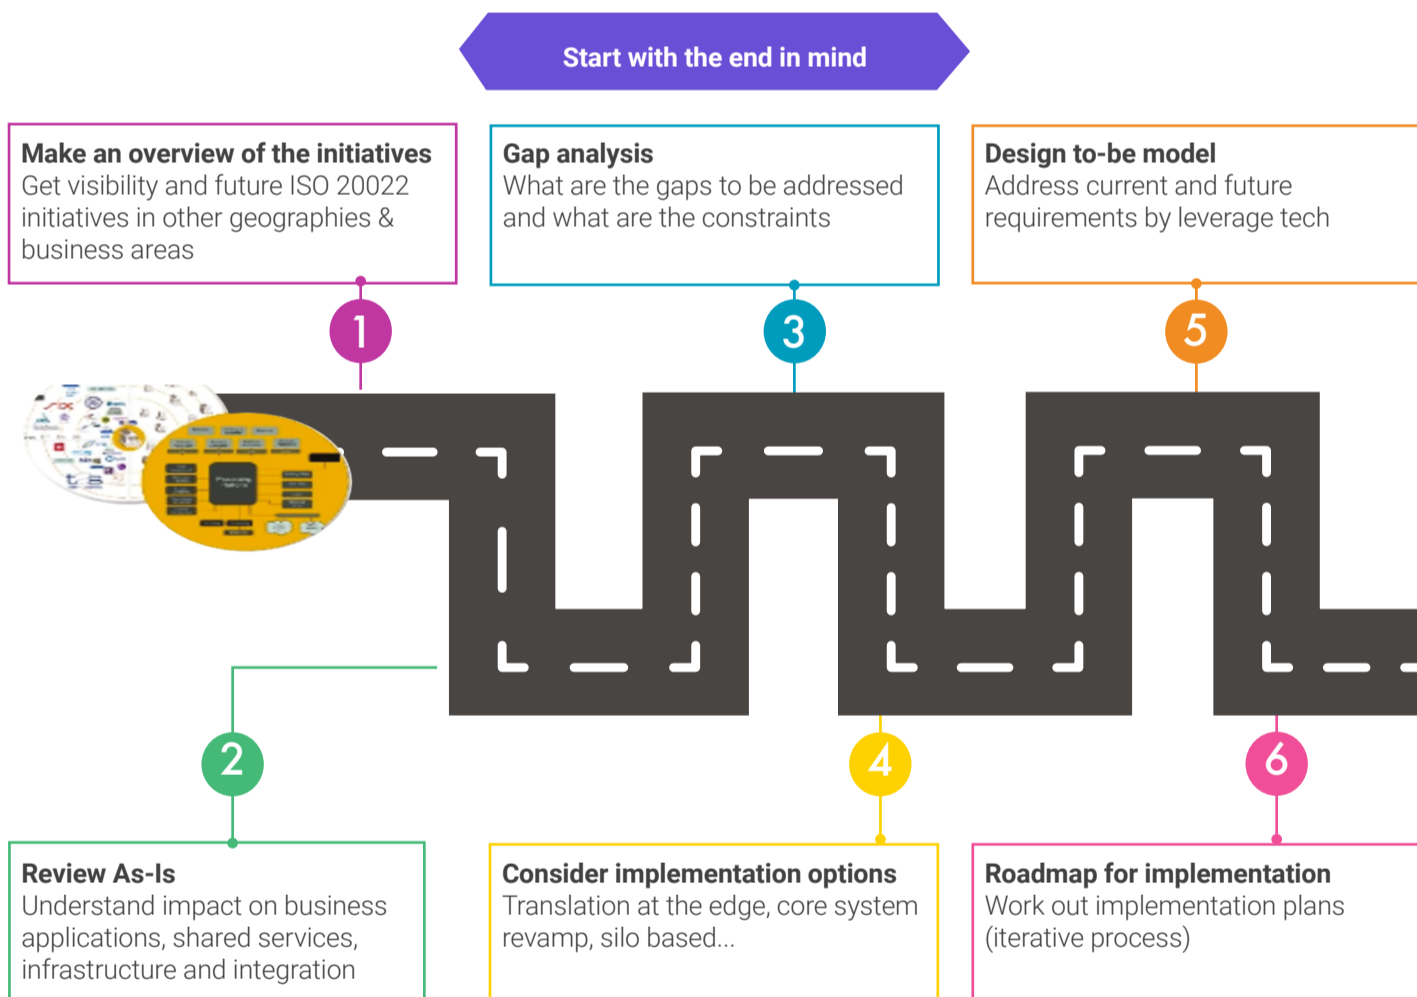 Start with the end in mind
Make an overview of the initiatives
Get visibility and future ISO 20022
initiatives in other geographies &
business areas
Gap analysis
What are the gaps to be addressed
and what are the constraints
Design to-be model
Address current and future
requirements by leverage tech
1
3
5
2
4
6
Review As-Is
Understand impact on business
applications, shared services,
infrastructure and integration
Consider implementation options
Translation at the edge, core system
revamp, silo based...
Roadmap for implementation
Work out implementation plans
(iterative process)